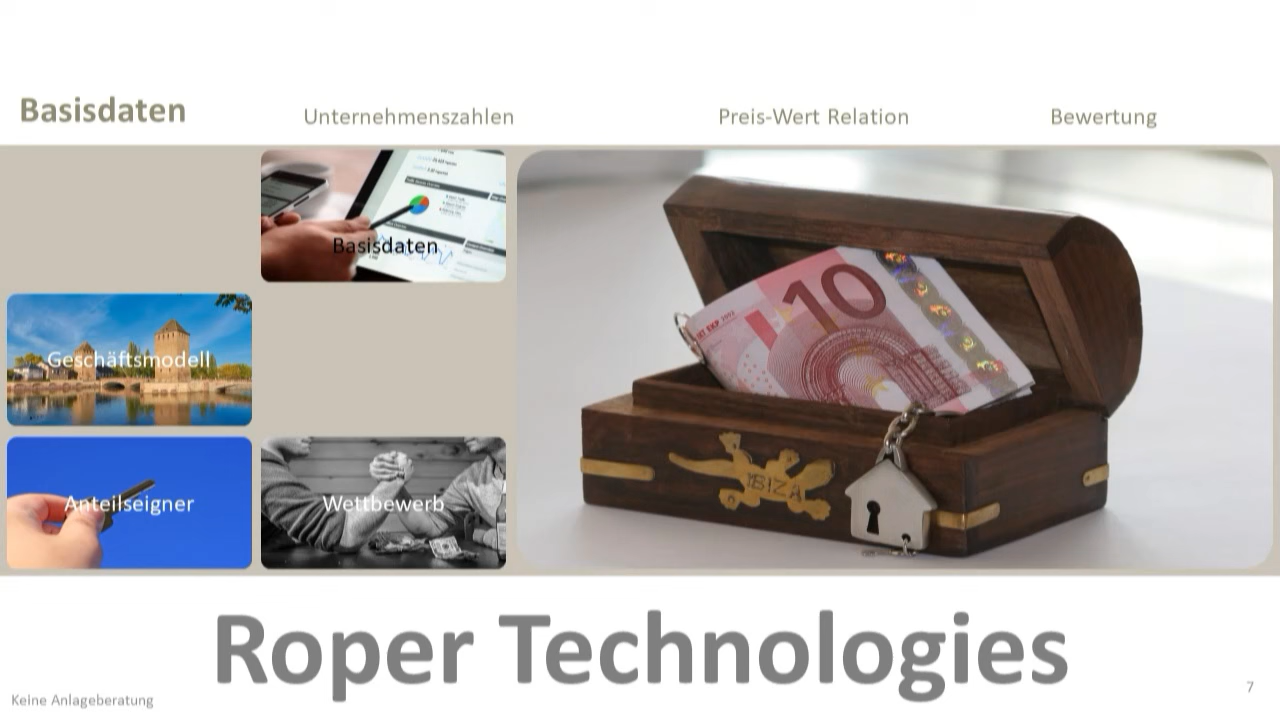 Basisdaten
Unternehmenszahlen
Preis-Wert Relation
Bewertung
Basisdaten
Geschäftsmodell
Anteilseigner
Wettbewerb
10
IBIZA
Roper Technologies
Keine Anlageberatung
7